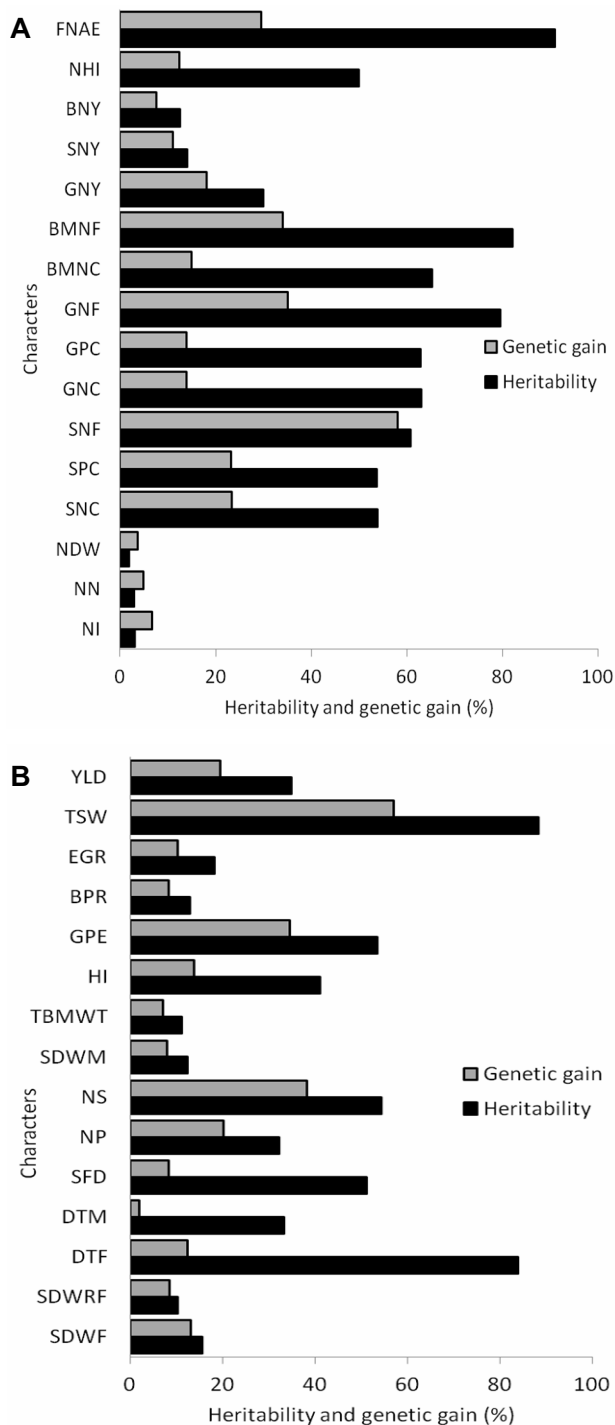 A
FNAE
NHI
BNY
SNY
GNY
BMNF
BMNC
GNF
GPC
GNC
SNF
SPC
SNC
NDW
NN
NI
Characters
Genetic gain
Heritability
0 20 40 60 80 100
Heritability and genetic gain (%)
B
YLD
TSW
EGR
BPR
GPE
HI
TBMWT
SDWM
NS
NP
SFD
DTM
DTF
SDWRF
SDWF
Characters
Genetic gain
Heritability
0 20 40 60 80 100
Heritability and genetic gain (%)